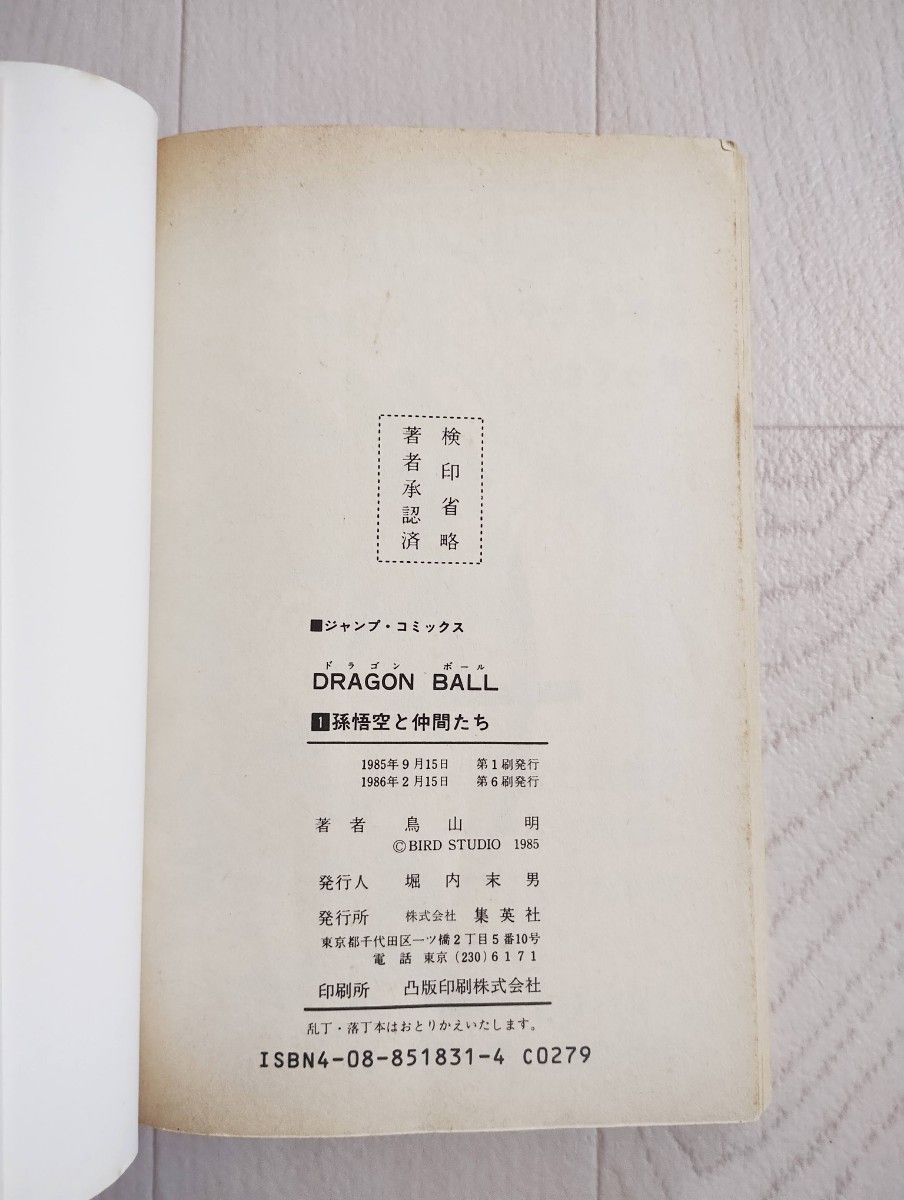 検印省略
著者承認済
■ジャンプ・コミックス
ドラゴン ボール
DRAGON BALL
1 孫悟空と仲間たち
1985年9月15日 第1刷発行
1986年2月15日 第6刷発行
著者 鳥山 明
©BIRD STUDIO 1985
発行人 堀内末男
発行所 株式会社 集英社
東京都千代田区一ツ橋2丁目5番10号
電話 東京(230)6171
印刷所 凸版印刷株式会社
乱丁・落丁本はおとりかえいたします。
ISBN4-08-851831-4 C0279